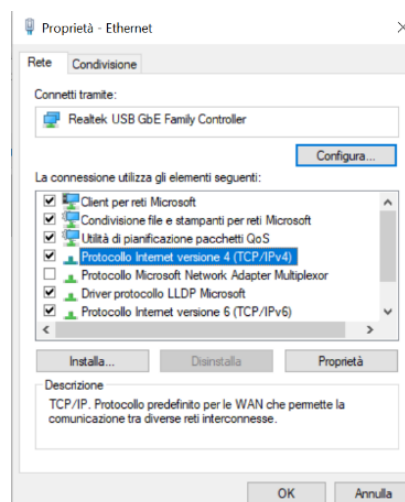 Proprietà - Ethernet
Rete Condivisione
Connetti tramite:
Realtek USB GbE Family Controller
Configura...
La connessione utilizza gli elementi seguenti:
Client per reti Microsoft
Condivisione file e stampanti per reti Microsoft
Utilità di pianificazione pacchetti QoS
Protocollo Internet versione 4 (TCP/IPv4)
Protocollo Microsoft Network Adapter Multiplexor
Driver protocollo LLDP Microsoft
Protocollo Internet versione 6 (TCP/IPv6)
Installa... Disinstalla Proprietà
Descrizione
TCP/IP. Protocollo predefinito per le WAN che permette la
comunicazione tra diverse reti interconnesse.
OK Annulla